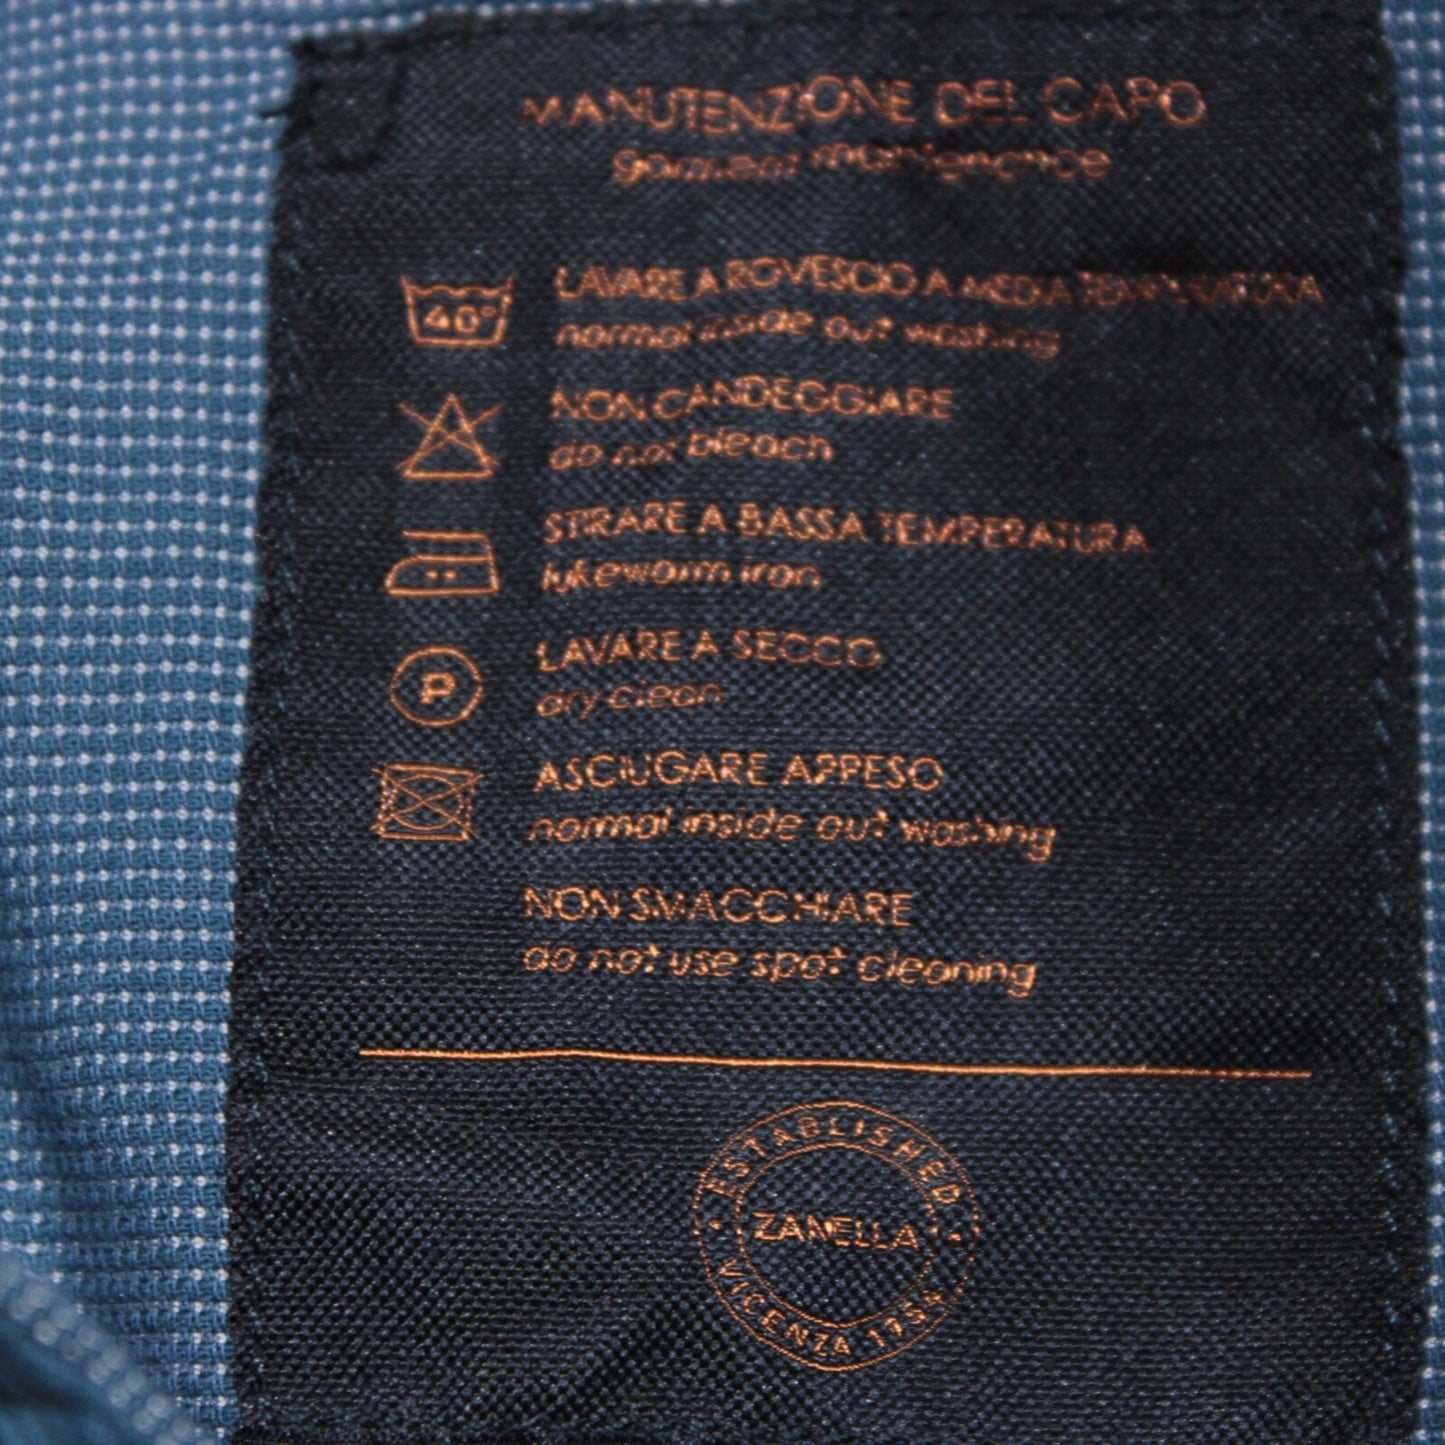 MANUTENZIONE DEL CAPO
garment maintenance
40°
LAVARE A ROVESCIO A MEDIA TEMPERATURA
normal inside out washing
NON CANDEGGIARE
do not bleach
STIRARE A BASSA TEMPERATURA
lukewarm iron
P
LAVARE A SECCO
dry clean
ASCIUGARE APPESO
normal inside out washing
NON SMACCHIARE
do not use spot cleaning
ESTABLISHED
ZANELLA
VICENZA 1954